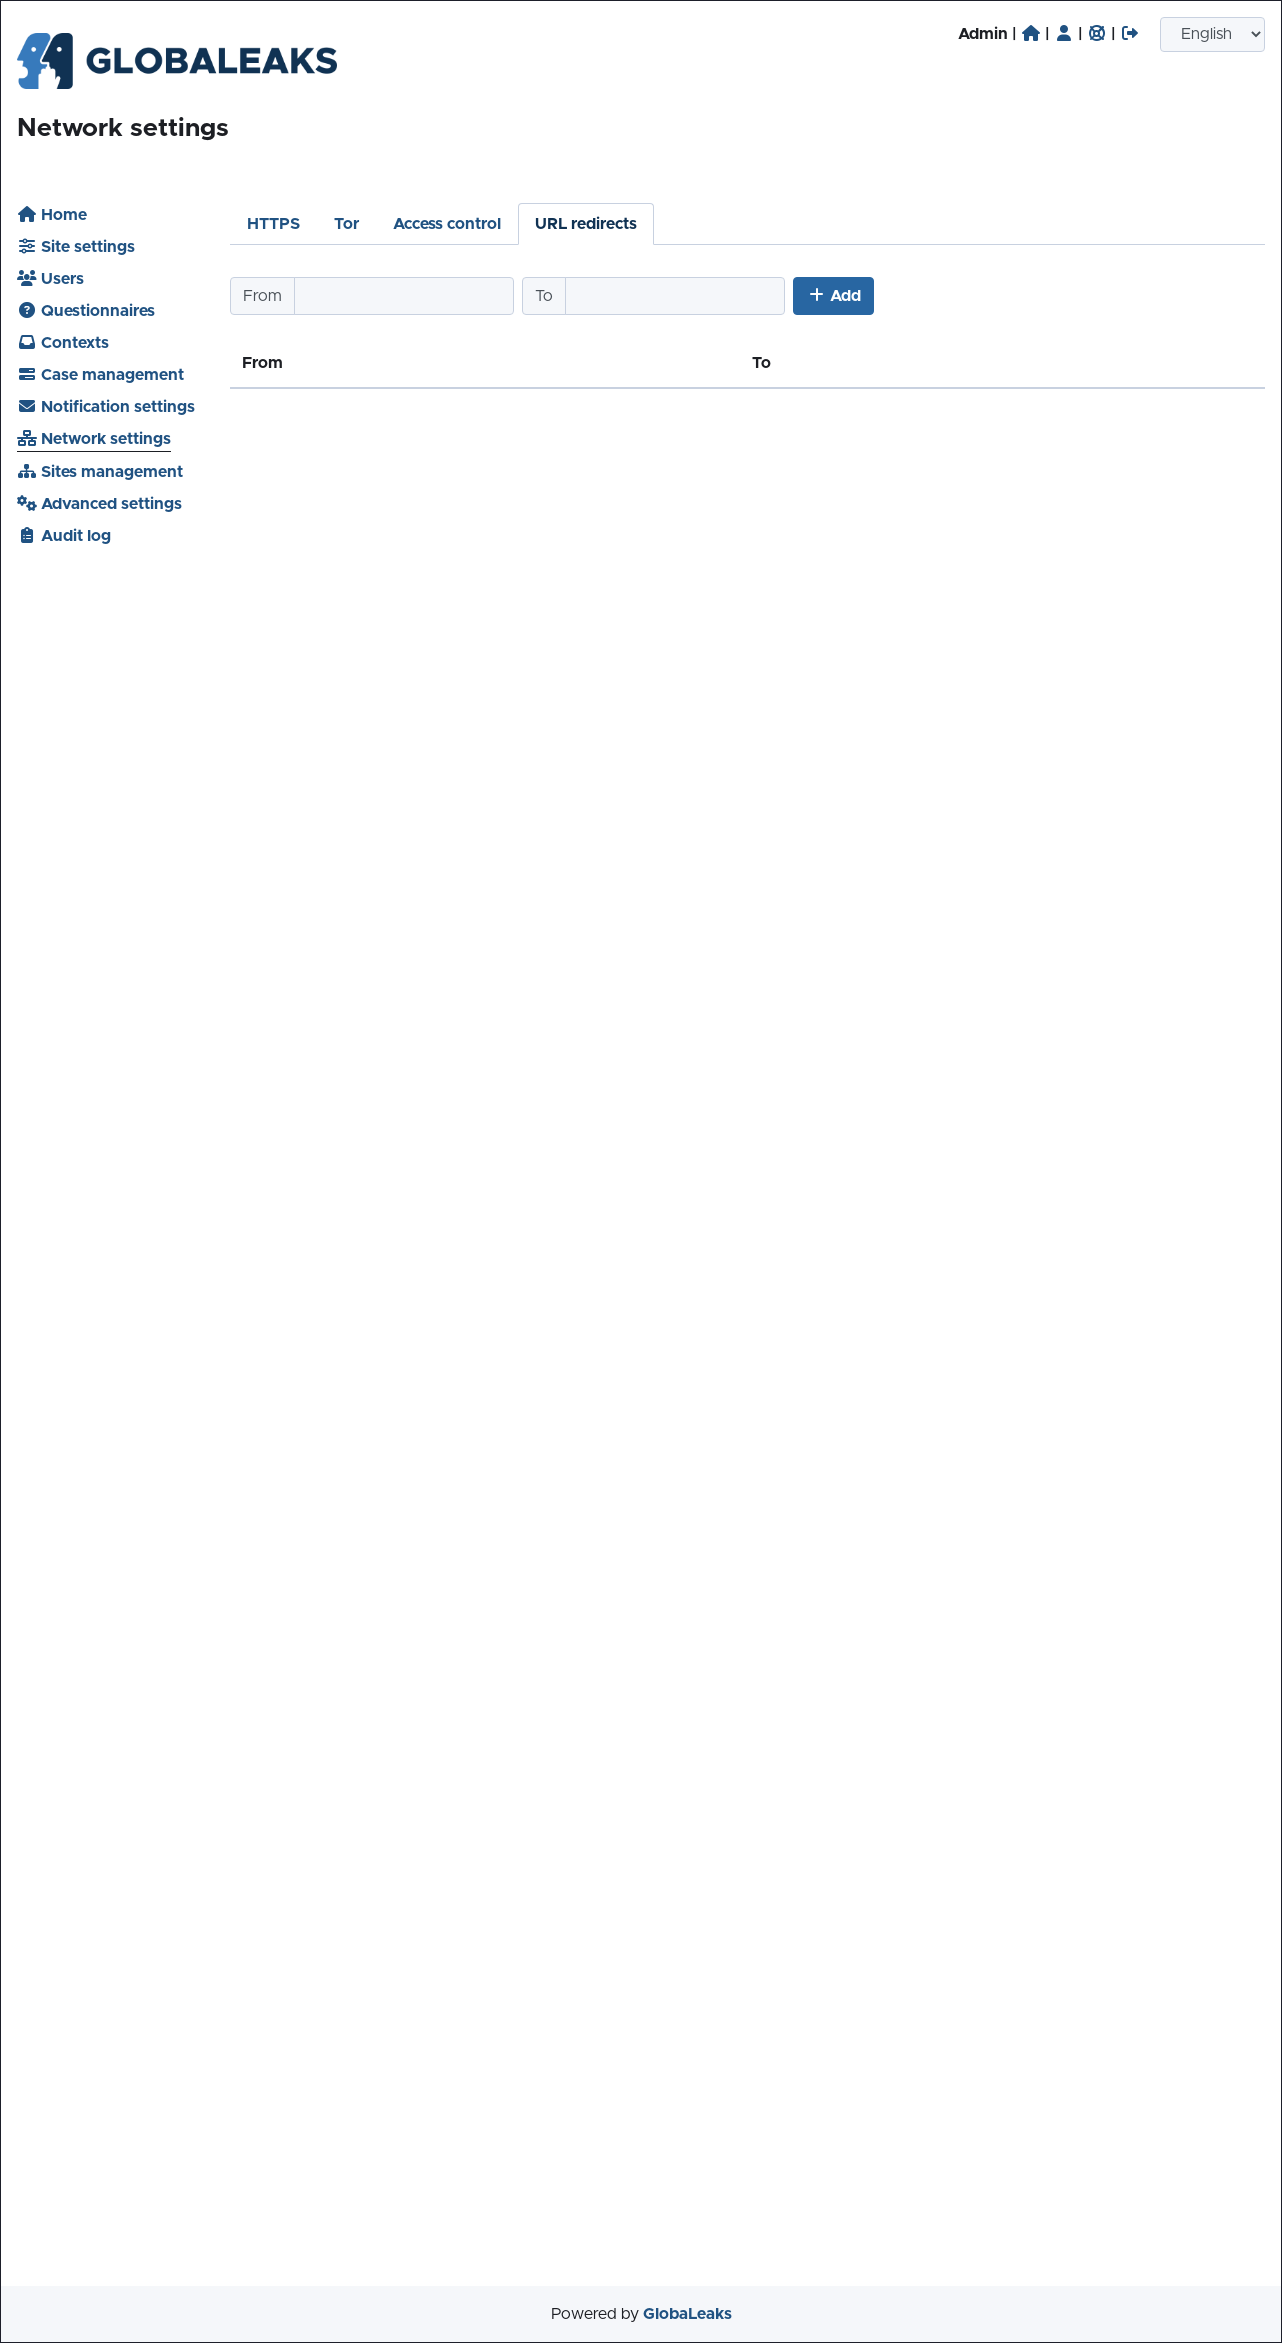 GLOBALEAKS
Admin | | | |
English
Network settings
Home
Site settings
Users
Questionnaires
Contexts
Case management
Notification settings
Network settings
Sites management
Advanced settings
Audit log
HTTPS Tor Access control URL redirects
From To Add
From To
Powered by GlobaLeaks